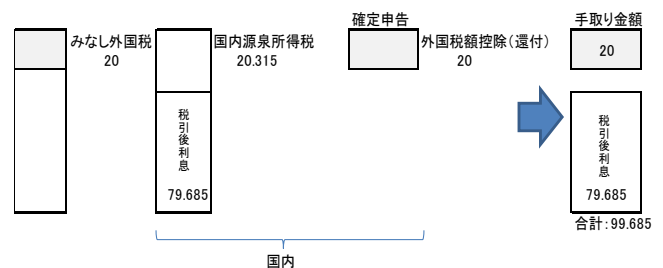 確定申告
手取り金額
みなし外国税
20
国内源泉所得税
20.315
外国税額控除(還付)
20
20
税引後利息
79.685
税引後利息
79.685
合計:99.685
国内